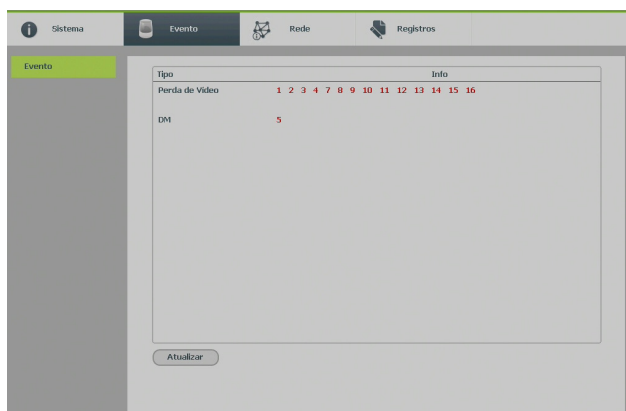 Sistema Evento Rede Registros
Evento
Tipo Info
Perda de Vídeo 1 2 3 4 7 8 9 10 11 12 13 14 15 16
DM 5
Atualizar